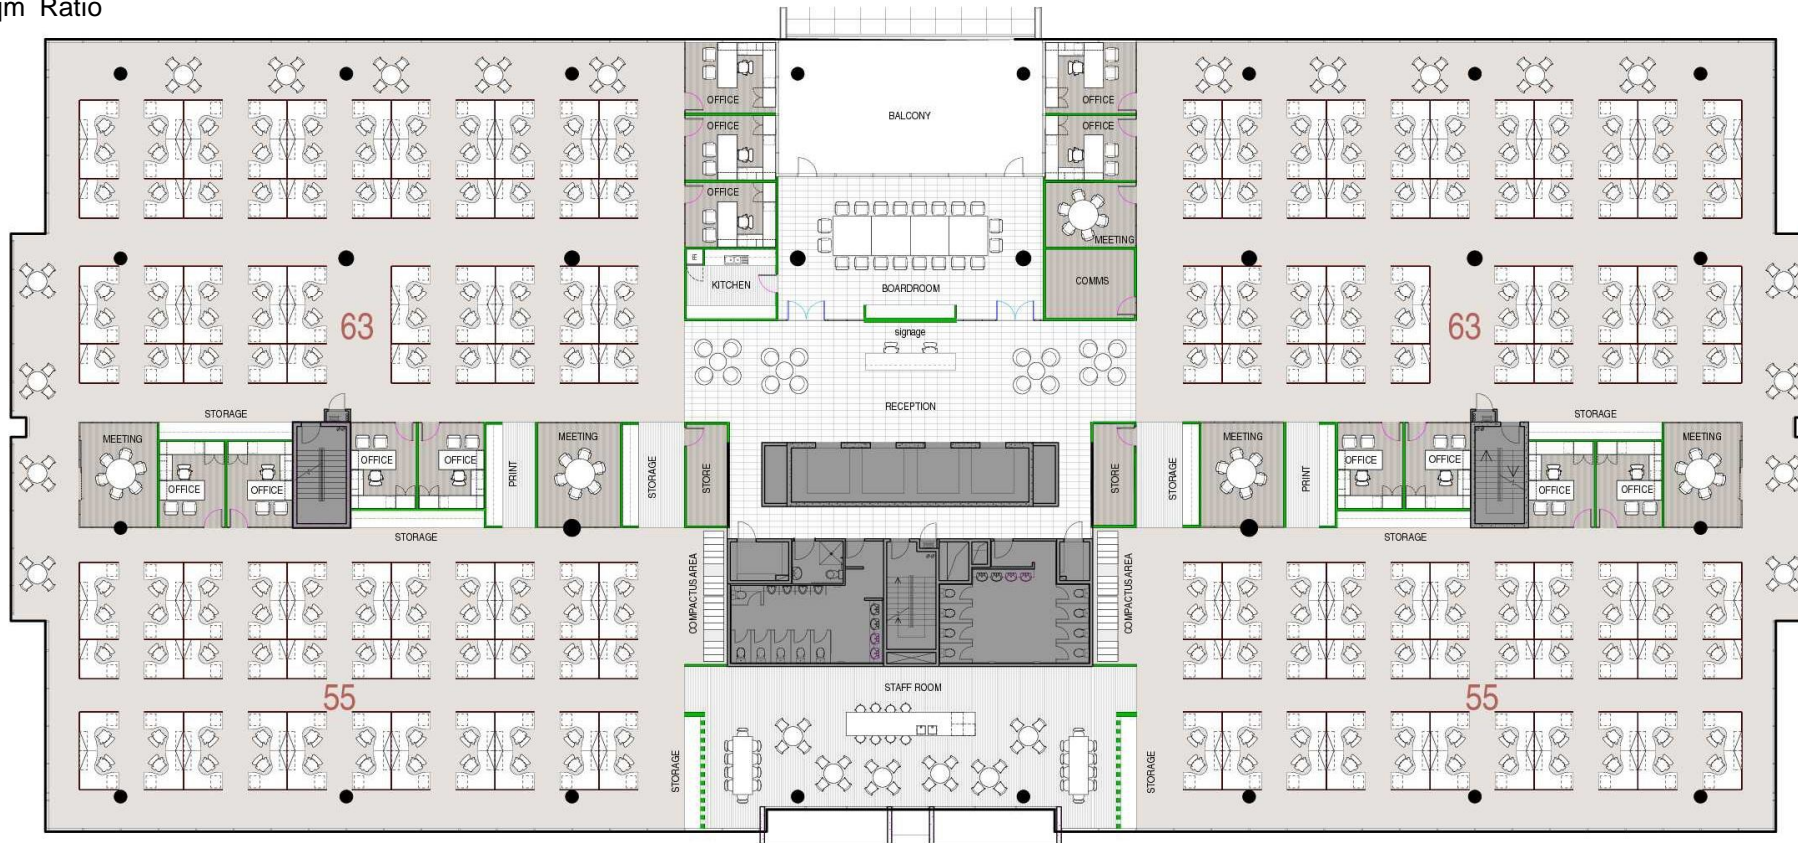 qm Ratio
OFFICE
OFFICE
BALCONY
OFFICE
OFFICE
OFFICE
MEETING
KITCHEN
BOARDROOM
COMMS
63
signage
63
RECEPTION
STORAGE
STORAGE
MEETING
OFFICE
OFFICE
OFFICE
OFFICE
PRINT
MEETING
STORAGE
STORE
STORE
STORAGE
MEETING
PRINT
OFFICE
OFFICE
OFFICE
OFFICE
MEETING
STORAGE
STORAGE
COMPACTUS AREA
COMPACTUS AREA
55
STAFF ROOM
55
STORAGE
STORAGE